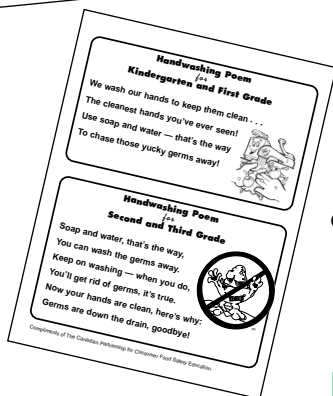 Handwashing Poem
for
Kindergarten and First Grade
We wash our hands to keep them clean . . .
The cleanest hands you've ever seen!
Use soap and water — that's the way
To chase those yucky germs away!
Handwashing Poem
for
Second and Third Grade
Soap and water, that's the way,
You can wash the germs away.
Keep on washing — when you do,
You'll get rid of germs, it's true.
Now your hands are clean, here's why:
Germs are down the drain, goodbye!
Compliments of The Canadian Partnership for Consumer Food Safety Education.